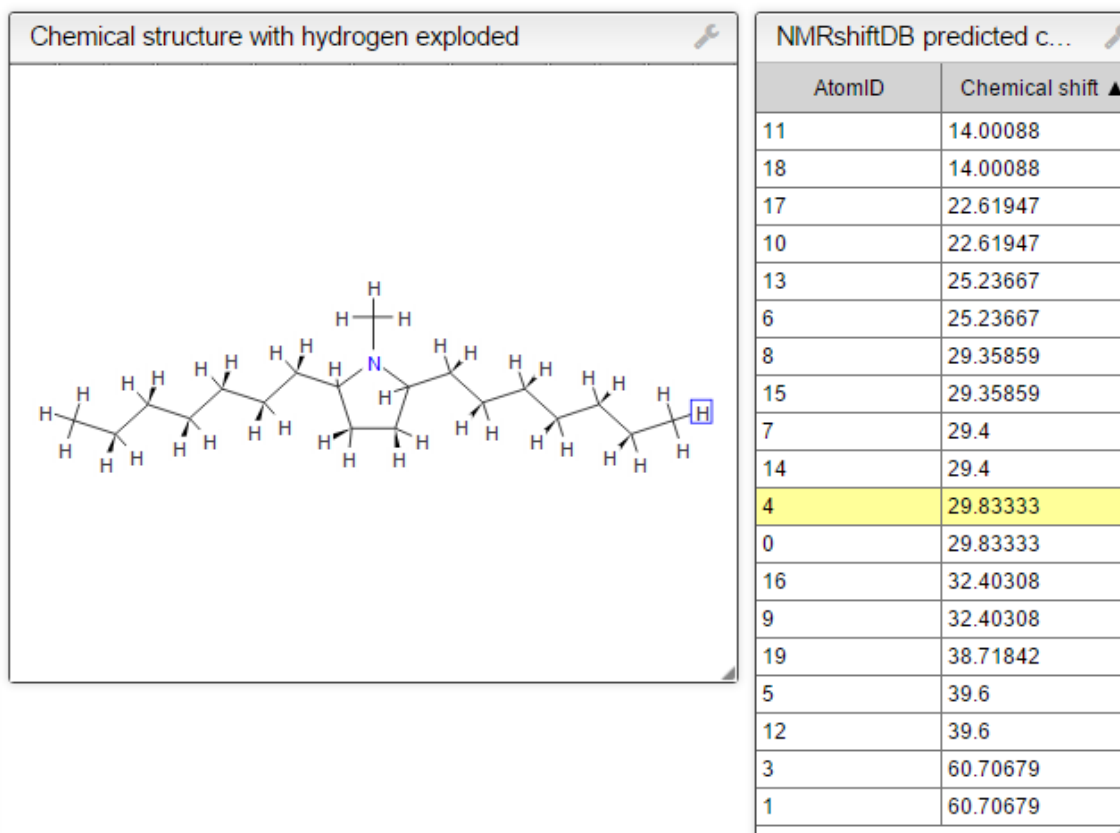 Chemical structure with hydrogen exploded
H
H H
H H N H H
H H H H H
H H H H
H H H H H
H H H H H H H H H
H H H H H H H H
H H H H H H
NMRshiftDB predicted c...
AtomID Chemical shift ▲
11 14.00088
18 14.00088
17 22.61947
10 22.61947
13 25.23667
6 25.23667
8 29.35859
15 29.35859
7 29.4
14 29.4
4 29.83333
0 29.83333
16 32.40308
9 32.40308
19 38.71842
5 39.6
12 39.6
3 60.70679
1 60.70679